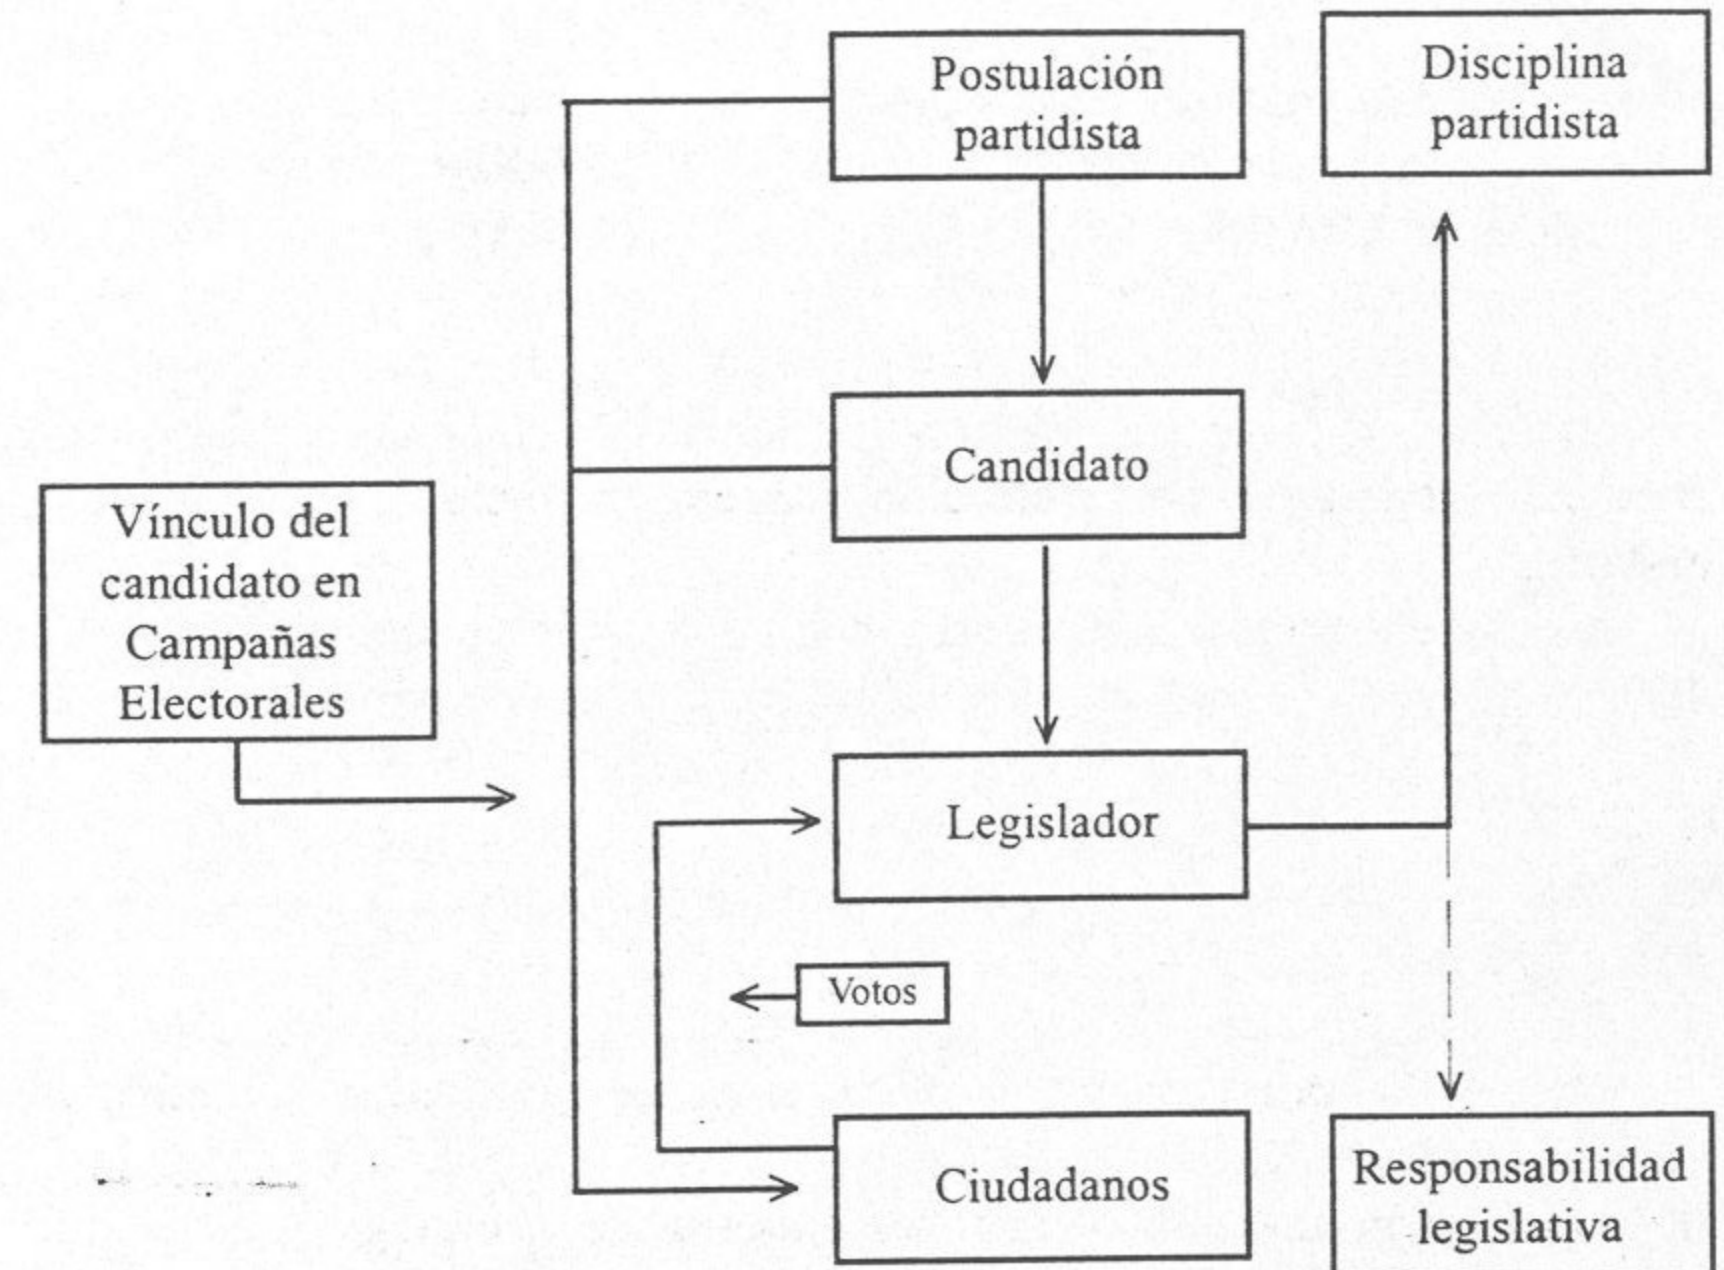 Postulación
partidista
Disciplina
partidista
Candidato
Vínculo del
candidato en
Campañas
Electorales
Legislador
Votos
Ciudadanos
Responsabilidad
legislativa